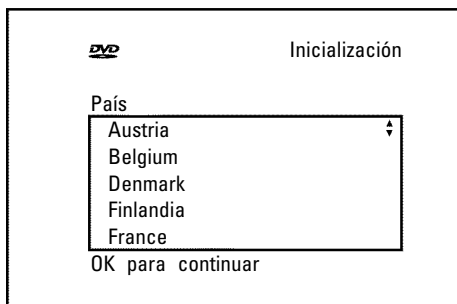 DVD
Inicialización
País
Austria
Belgium
Denmark
Finlandia
France
OK para continuar